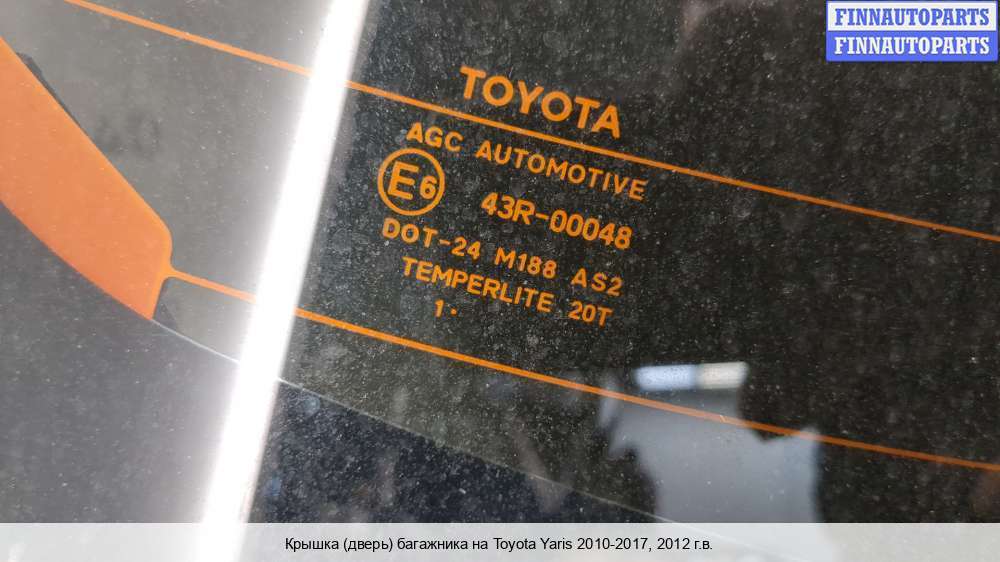 FINNAUTOPARTS
FINNAUTOPARTS
TOYOTA
AGC AUTOMOTIVE
E6 43R-00048
DOT-24 M188 AS2
TEMPERLITE 20T
1.
Крышка (дверь) багажника на Toyota Yaris 2010-2017, 2012 г.в.